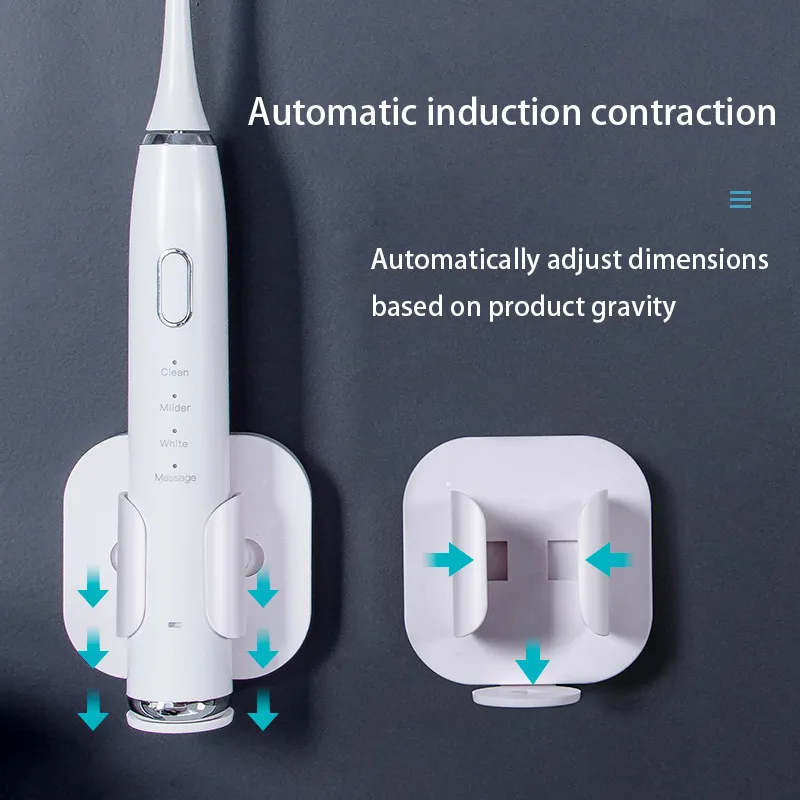 Automatic induction contraction
Automatically adjust dimensions
based on product gravity
Clean
Milder
White
Massage